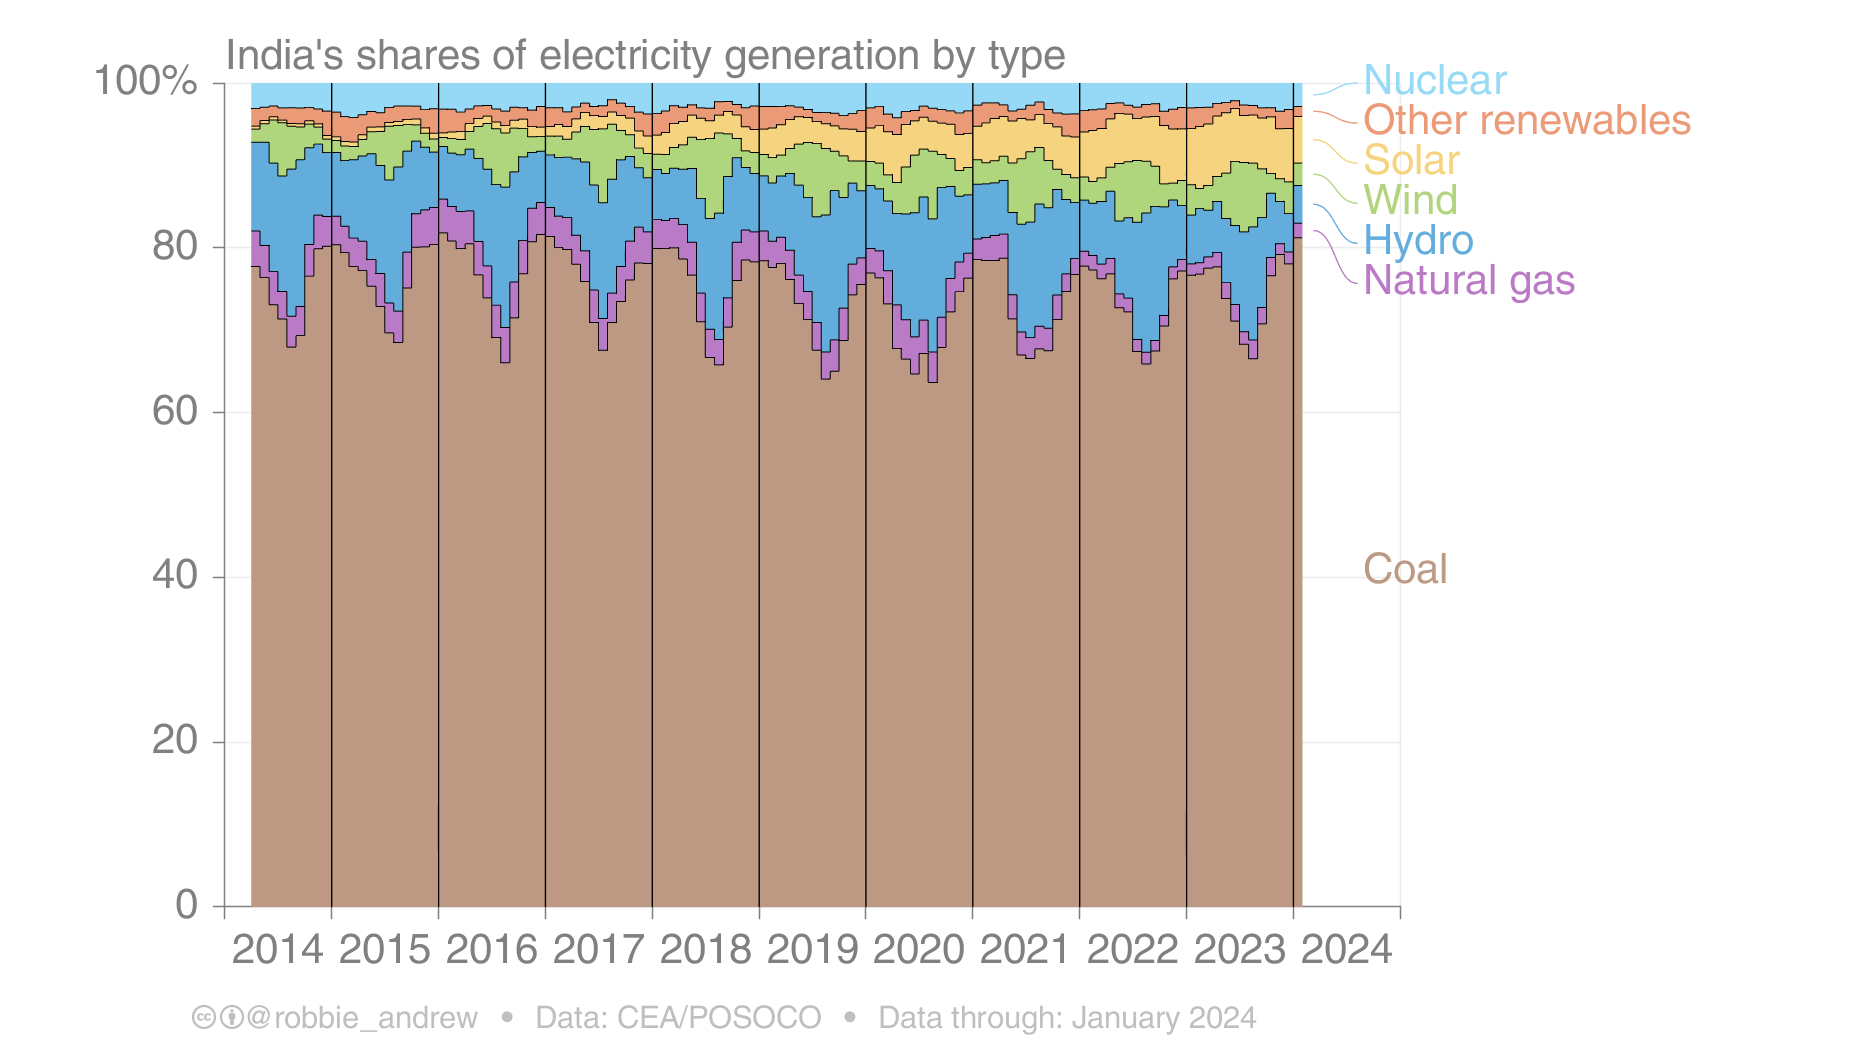 India's shares of electricity generation by type
100%
80
60
40
20
0
Nuclear
Other renewables
Solar
Wind
Hydro
Natural gas
Coal
2014 2015 2016 2017 2018 2019 2020 2021 2022 2023 2024
cc @robbie_andrew • Data: CEA/POSOCO • Data through: January 2024